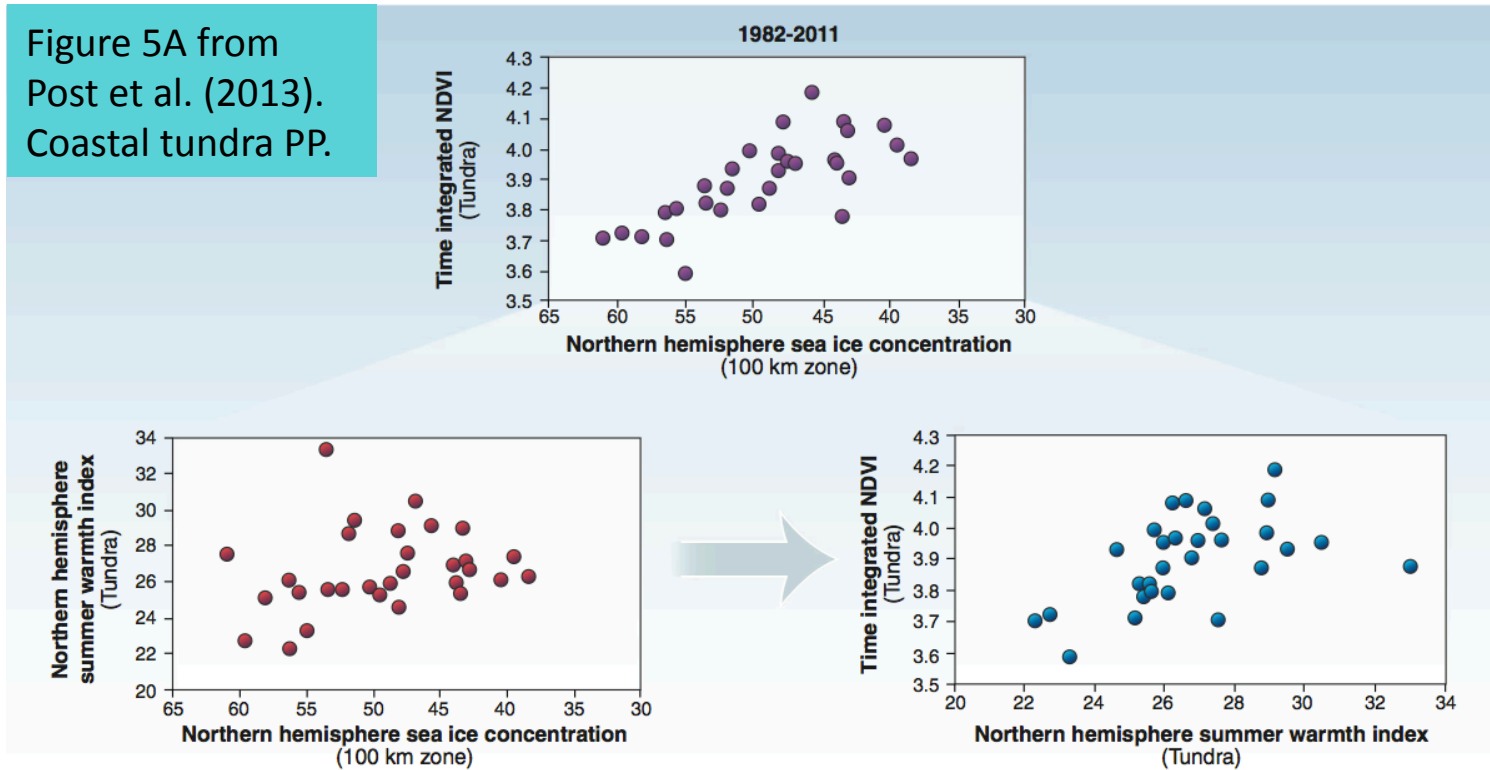 Figure 5A from
Post et al. (2013).
Coastal tundra PP.
1982-2011
Time integrated NDVI
(Tundra)
4.3
4.2
4.1
4.0
3.9
3.8
3.7
3.6
3.5
65 60 55 50 45 40 35 30
Northern hemisphere sea ice concentration
(100 km zone)
Northern hemisphere
summer warmth index
(Tundra)
34
32
30
28
26
24
22
20
65 60 55 50 45 40 35 30
Northern hemisphere sea ice concentration
(100 km zone)
Time integrated NDVI
(Tundra)
4.3
4.2
4.1
4.0
3.9
3.8
3.7
3.6
3.5
20 22 24 26 28 30 32 34
Northern hemisphere summer warmth index
(Tundra)